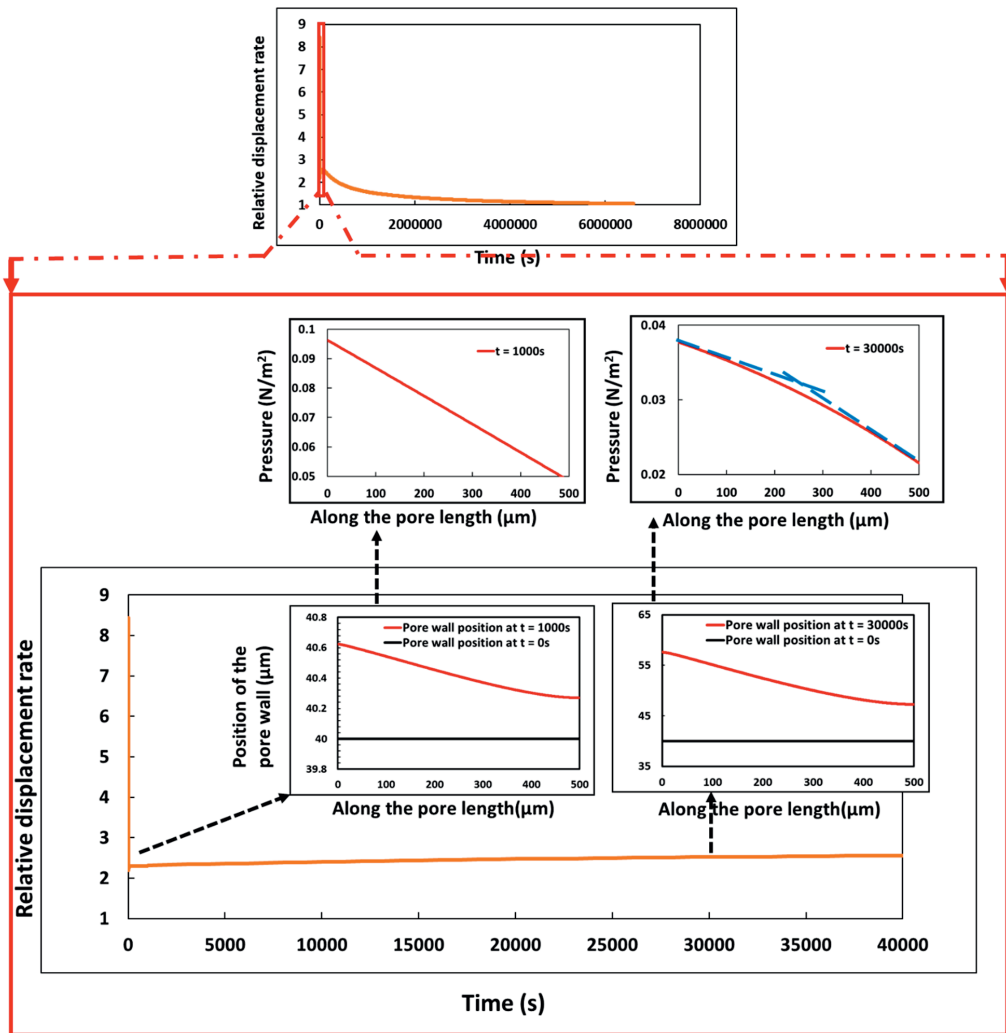 Relative displacement rate
9
8
7
6
5
4
3
2
1
0 2000000 4000000 6000000 8000000
Time (s)
Pressure (N/m²)
0.1
0.09
0.08
0.07
0.06
0.05
t = 1000s
0 100 200 300 400 500
Along the pore length (µm)
Pressure (N/m²)
0.04
0.03
0.02
t = 30000s
0 100 200 300 400 500
Along the pore length (µm)
Relative displacement rate
9
8
7
6
5
4
3
2
1
Position of the
pore wall (µm)
40.8
40.6
40.4
40.2
40
39.8
Pore wall position at t = 1000s
Pore wall position at t = 0s
0 100 200 300 400 500
Along the pore length(µm)
65
55
45
35
Pore wall position at t = 30000s
Pore wall position at t = 0s
0 100 200 300 400 500
Along the pore length(µm)
0 5000 10000 15000 20000 25000 30000 35000 40000
Time (s)